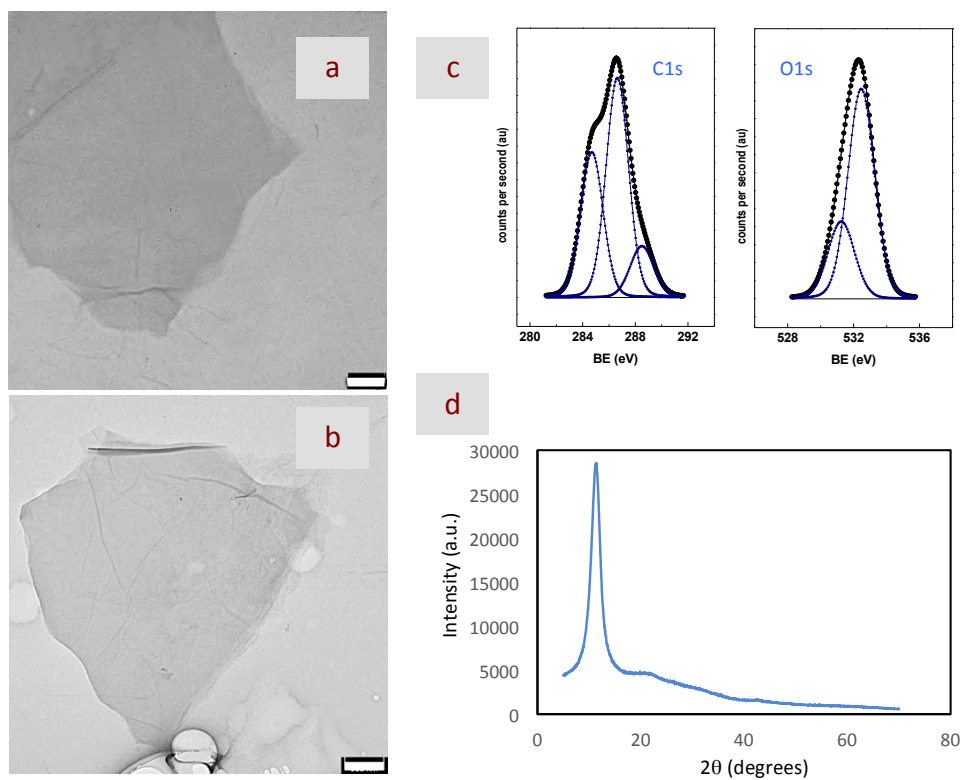 a
b
c
C1s
counts per second (au)
280 284 288 292
BE (eV)
O1s
counts per second (au)
528 532 536
BE (eV)
d
30000
25000
20000
15000
10000
5000
0
Intensity (a.u.)
0 20 40 60 80
2θ (degrees)